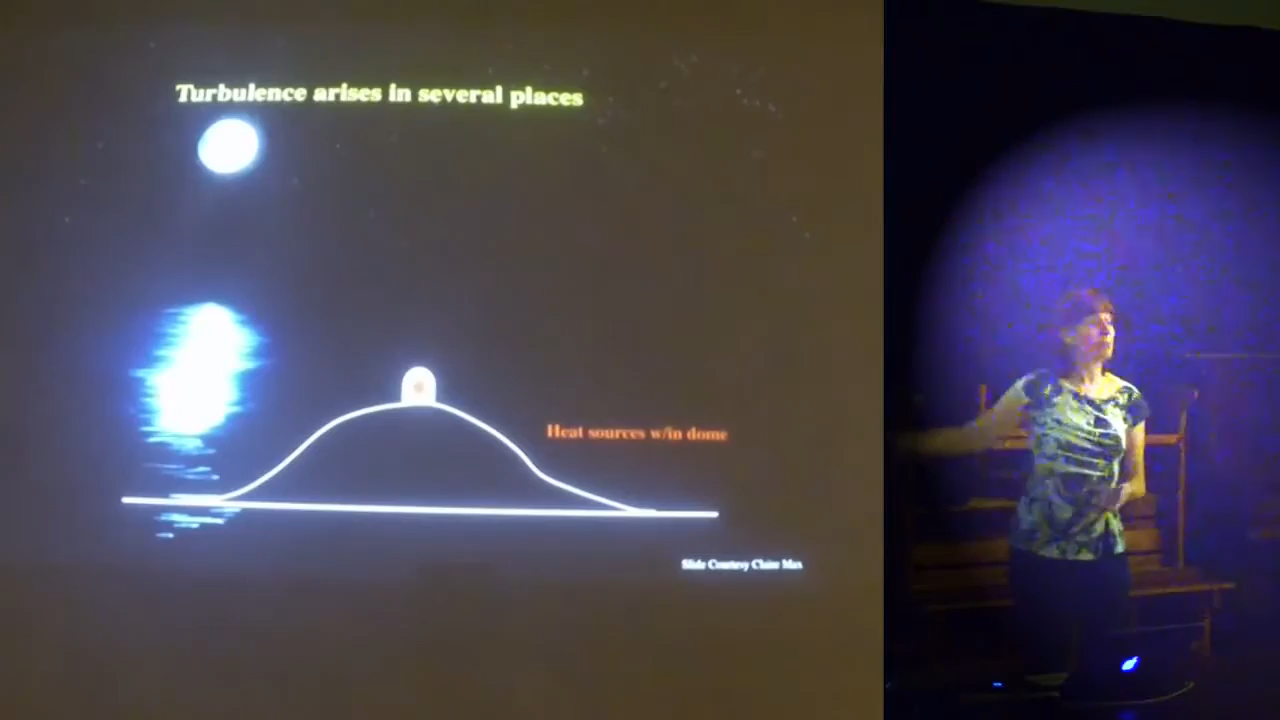 Turbulence arises in several places
Heat sources w/in dome
Slide Courtesy Claire Max